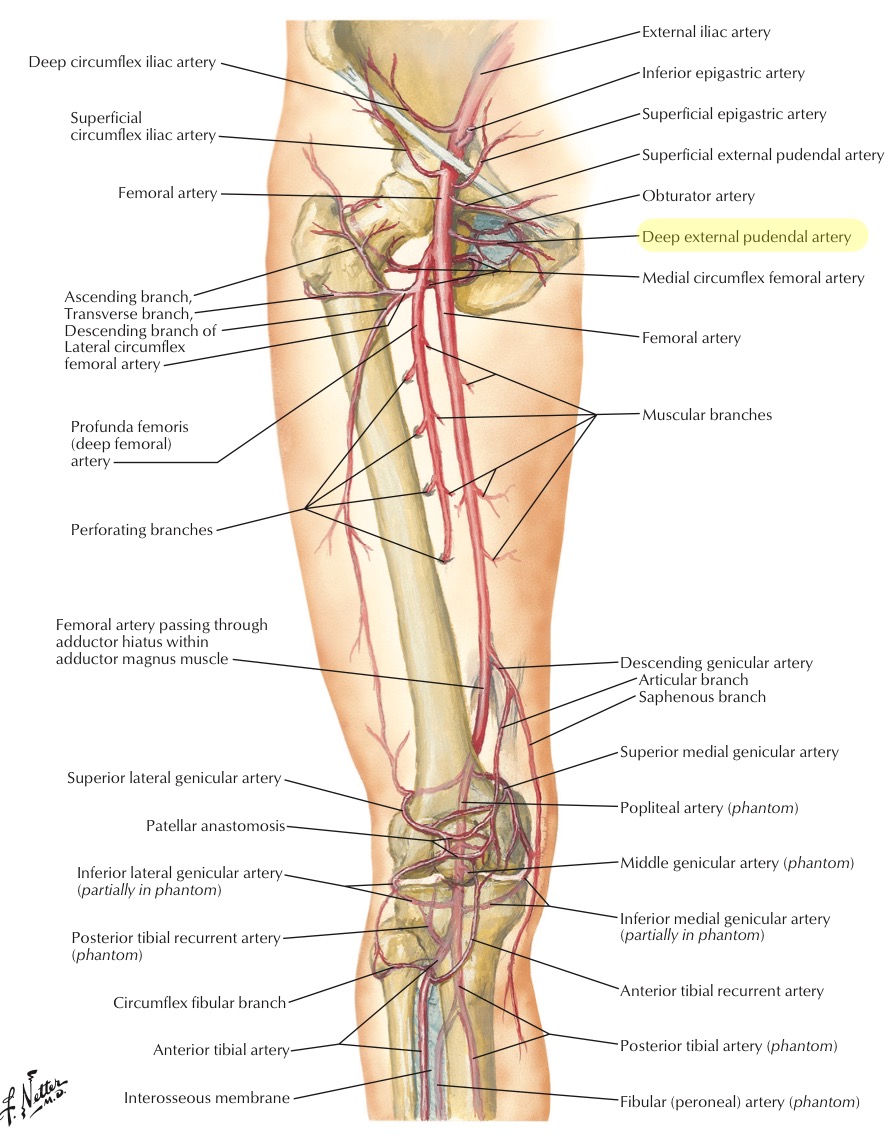 External iliac artery
Deep circumflex iliac artery
Inferior epigastric artery
Superficial
circumflex iliac artery
Superficial epigastric artery
Superficial external pudendal artery
Femoral artery
Obturator artery
Deep external pudendal artery
Medial circumflex femoral artery
Ascending branch,
Transverse branch,
Descending branch of
Lateral circumflex
femoral artery
Femoral artery
Profunda femoris
(deep femoral)
artery
Muscular branches
Perforating branches
Femoral artery passing through
adductor hiatus within
adductor magnus muscle
Descending genicular artery
Articular branch
Saphenous branch
Superior medial genicular artery
Superior lateral genicular artery
Popliteal artery (phantom)
Patellar anastomosis
Middle genicular artery (phantom)
Inferior lateral genicular artery
(partially in phantom)
Inferior medial genicular artery
(partially in phantom)
Posterior tibial recurrent artery
(phantom)
Anterior tibial recurrent artery
Circumflex fibular branch
Posterior tibial artery (phantom)
Anterior tibial artery
Interosseous membrane
Fibular (peroneal) artery (phantom)
F. Netter
M.D.